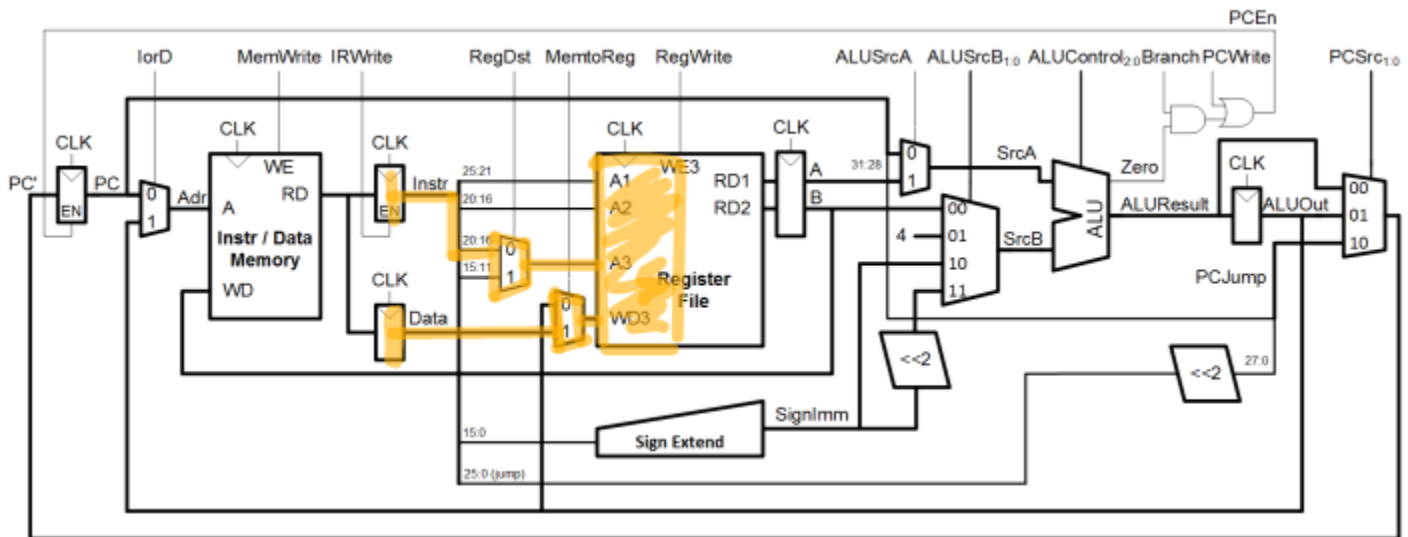 PCEn
IorD MemWrite IRWrite RegDst MemtoReg RegWrite ALUSrcA ALUSrcB1:0 ALUControl2:0 Branch PCWrite PCSrc1:0
CLK CLK CLK CLK CLK
PC' PC EN 0 1 Adr
WE RD A
Instr / Data
Memory
WD
EN Instr
CLK
Data
25:21
20:16
20:16
15:11
0
1
0
1
A1 WE3
A2 RD1
RD2
A3
Register
File
WD3
A
B
31:28
0
1
SrcA
00
4 01
10
11
SrcB
ALU
Zero
ALUResult
CLK
ALUOut
00
01
10
PCJump
<<2
<<2
27:0
SignImm
15:0
Sign Extend
25:0 (jump)